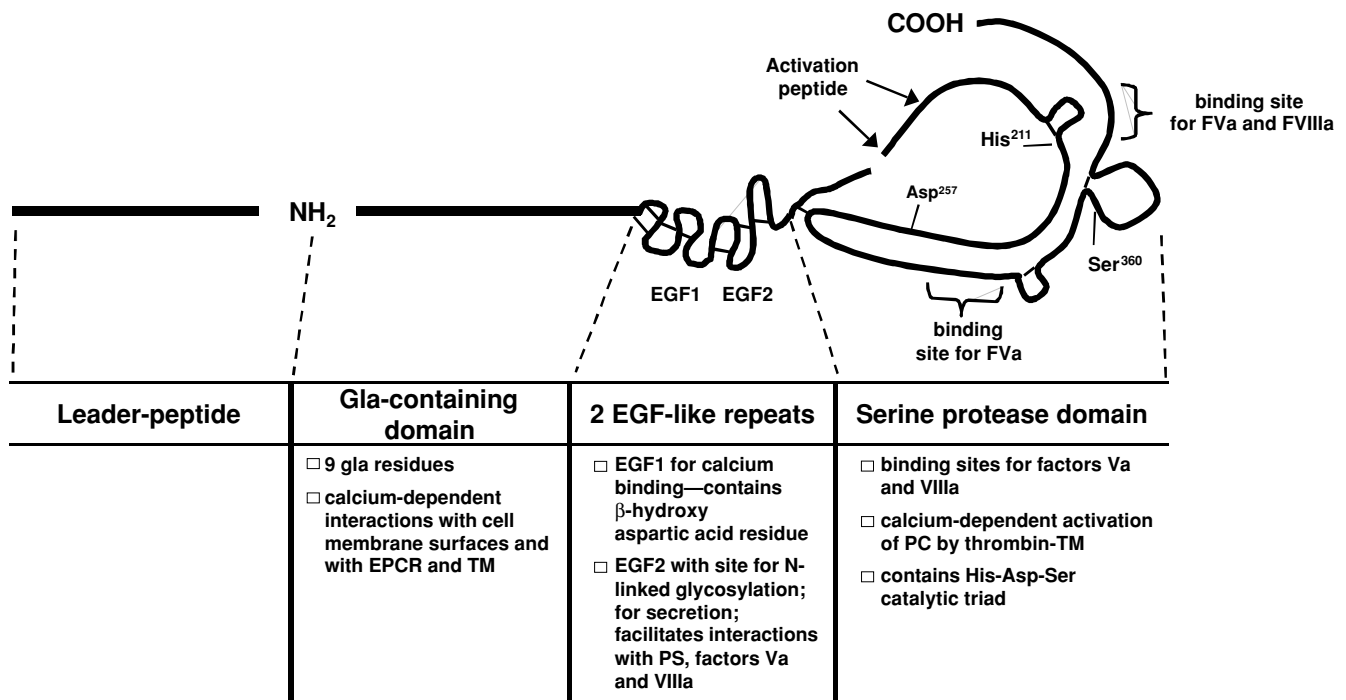 COOH
Activation
peptide
binding site
for FVa and FVIIIa
His211
Asp257
NH2
Ser360
EGF1 EGF2
binding
site for FVa
Leader-peptide
Gla-containing
domain
2 EGF-like repeats
Serine protease domain
9 gla residues
calcium-dependent
interactions with cell
membrane surfaces and
with EPCR and TM
EGF1 for calcium
binding—contains
β-hydroxy
aspartic acid residue
EGF2 with site for N-
linked glycosylation;
for secretion;
facilitates interactions
with PS, factors Va
and VIIIa
binding sites for factors Va
and VIIIa
calcium-dependent activation
of PC by thrombin-TM
contains His-Asp-Ser
catalytic triad